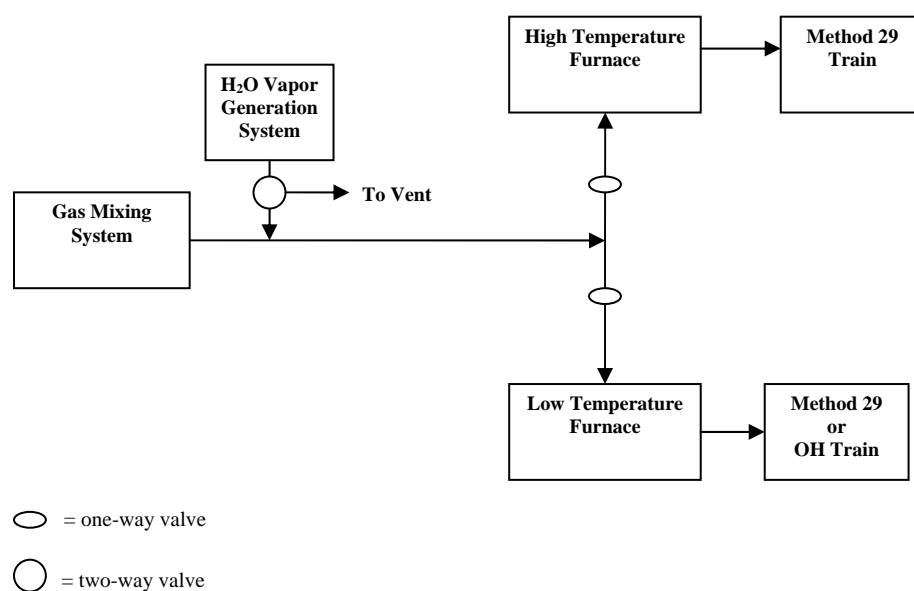 High Temperature
Furnace
Method 29
Train
H₂O Vapor
Generation
System
To Vent
Gas Mixing
System
Low Temperature
Furnace
Method 29
or
OH Train
= one-way valve
= two-way valve